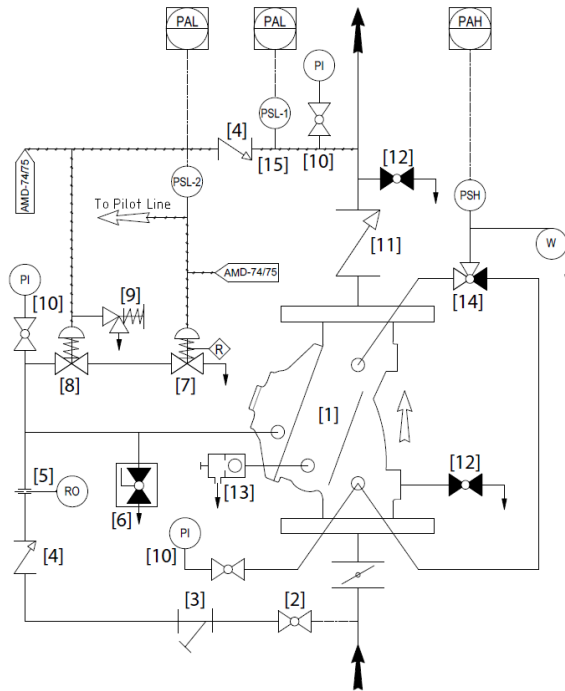 PAL
PAL
PAH
PI
PSL-1
[4]
[15]
[10]
[12]
AMD-74/75
PSL-2
PSH
To Pilot Line
W
[11]
AMD-74/75
PI
[9]
[10]
[14]
R
[8]
[7]
[1]
[5]
RO
[6]
[13]
[12]
PI
[10]
[4]
[3]
[2]